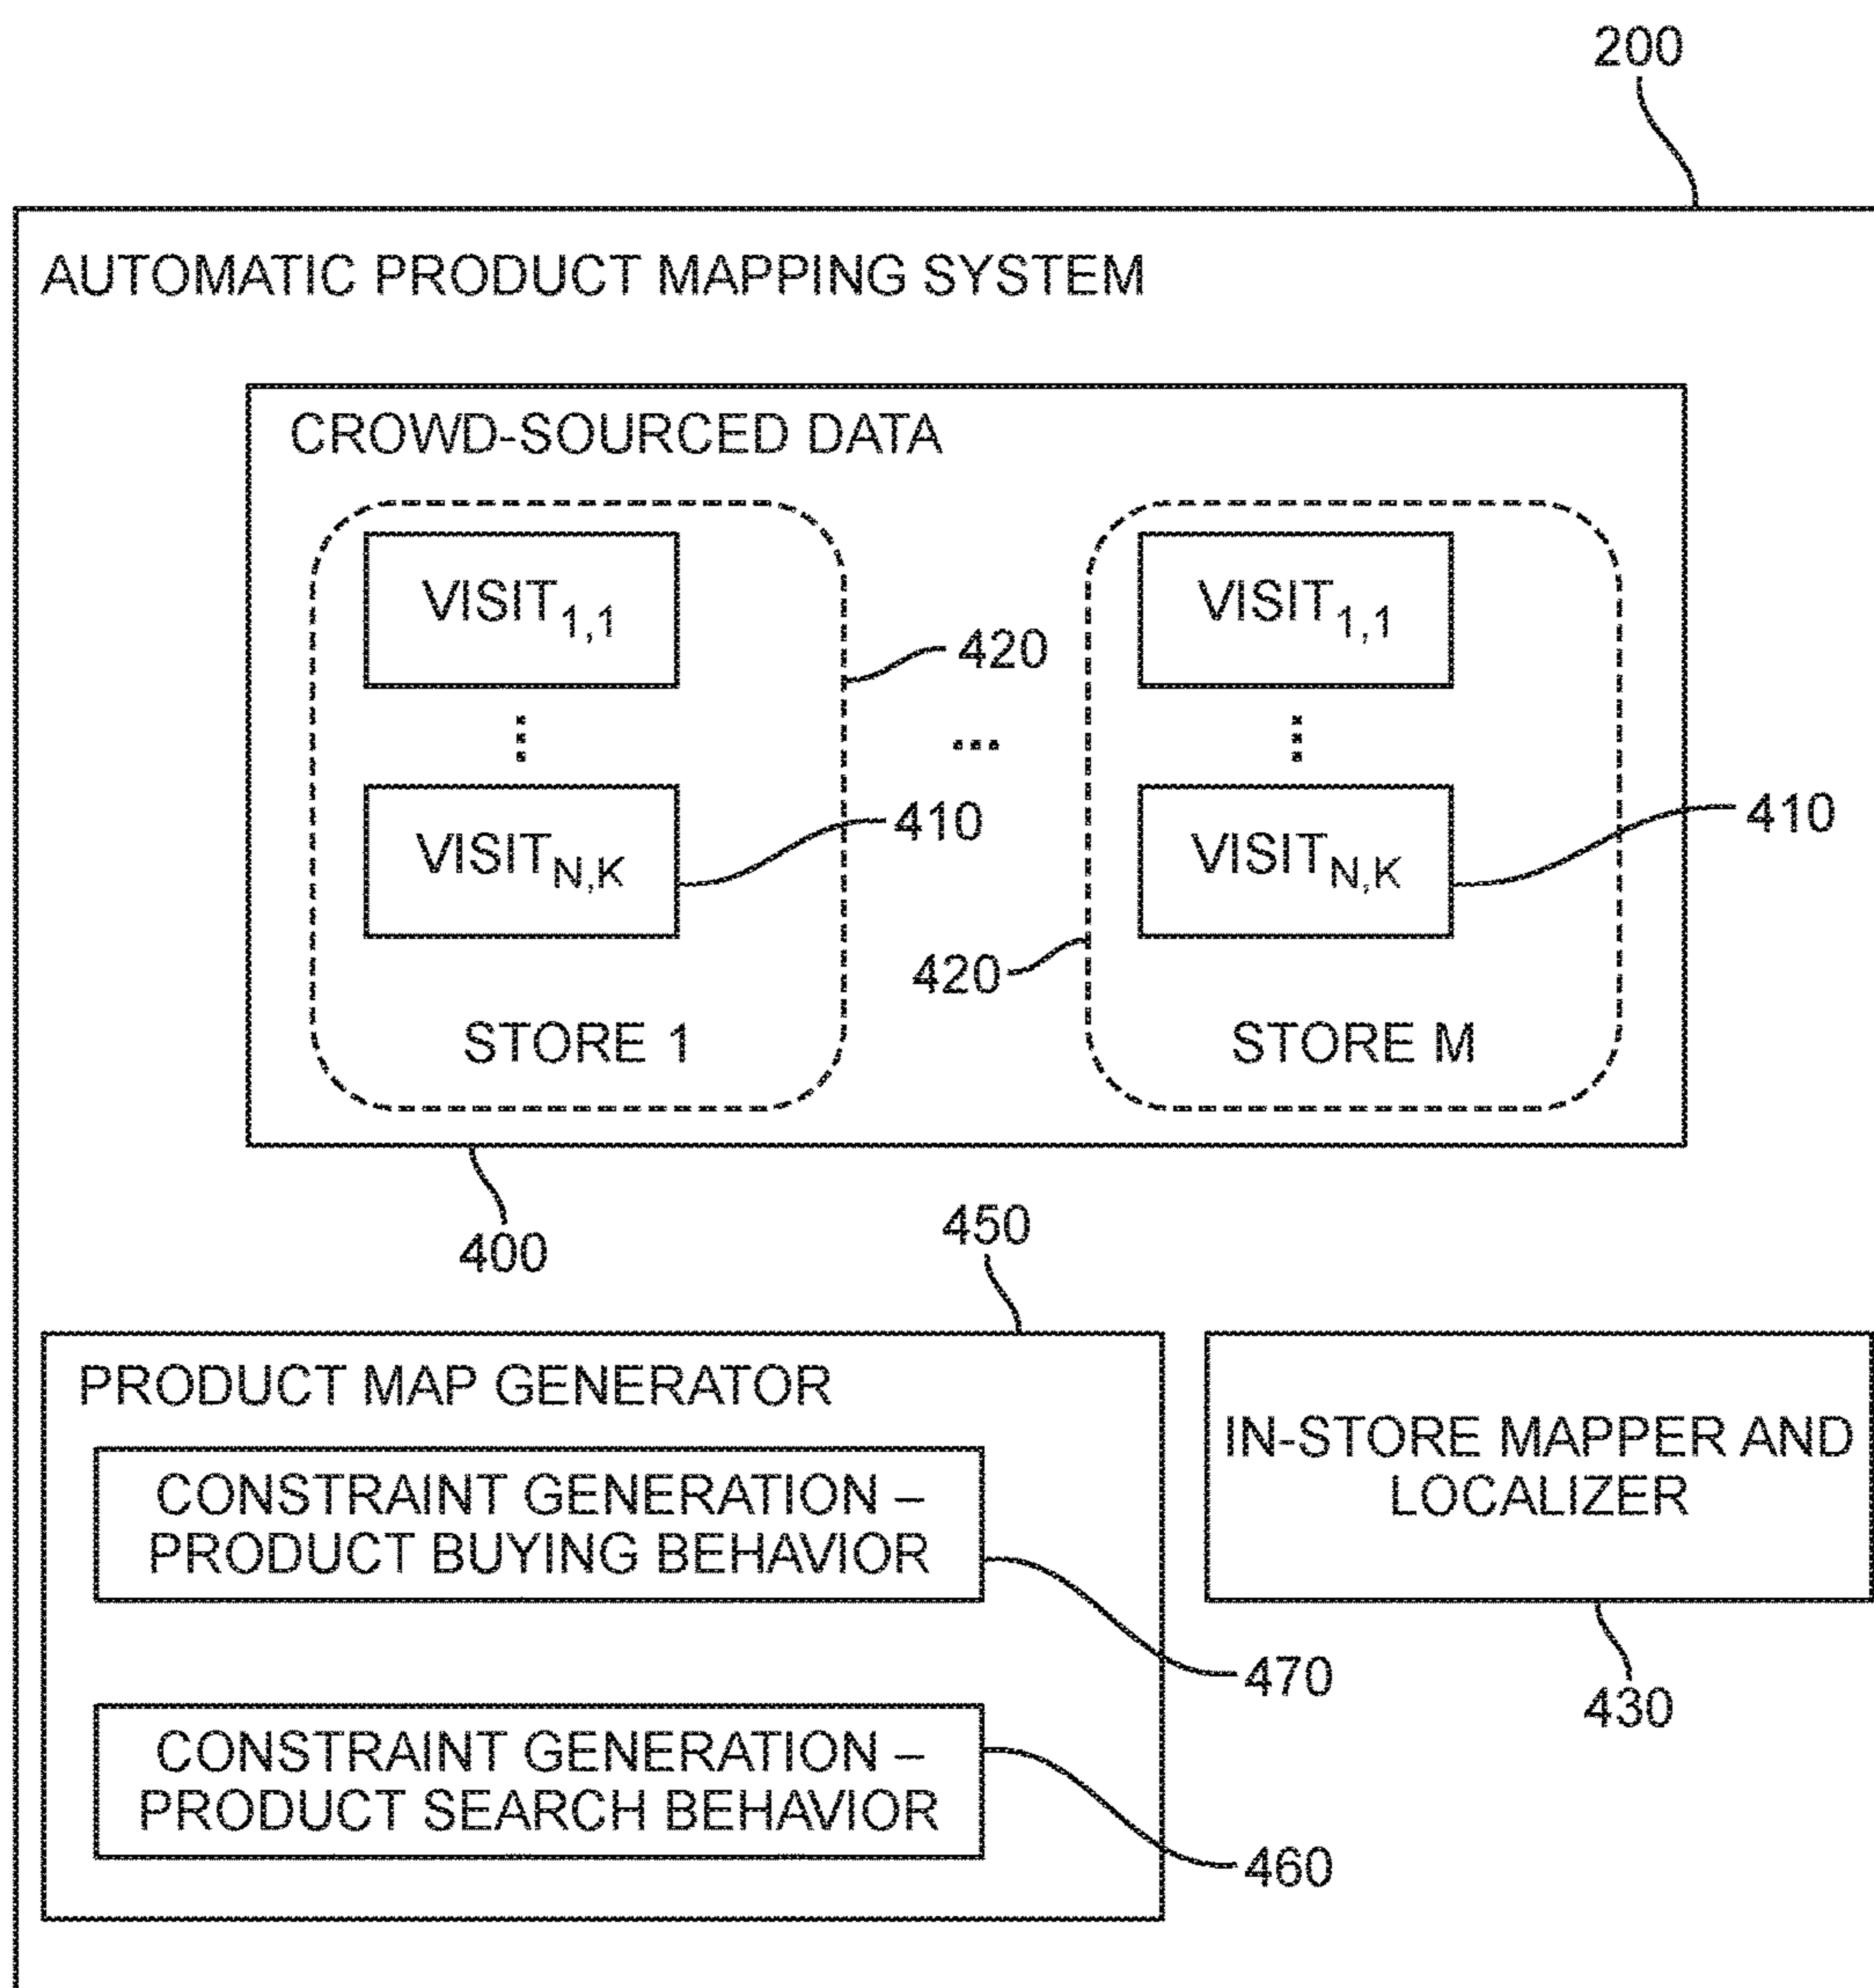 200
AUTOMATIC PRODUCT MAPPING SYSTEM
CROWD-SOURCED DATA
VISIT1,1
VISIT1,1
420
⋮
...
⋮
VISITN,K
410
VISITN,K
410
420
STORE 1
STORE M
400
450
PRODUCT MAP GENERATOR
CONSTRAINT GENERATION –
PRODUCT BUYING BEHAVIOR
IN-STORE MAPPER AND
LOCALIZER
470
430
CONSTRAINT GENERATION –
PRODUCT SEARCH BEHAVIOR
460